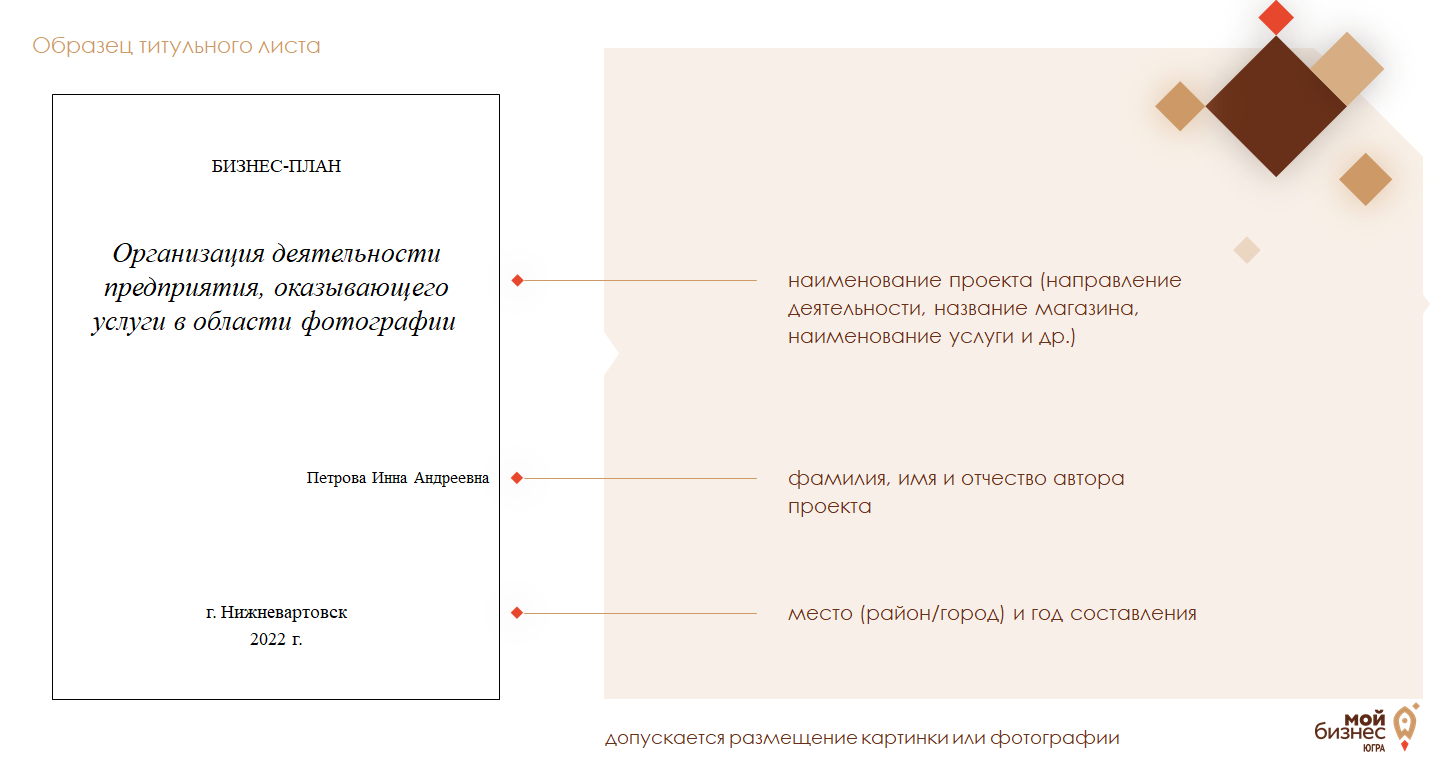 Образец титульного листа
БИЗНЕС-ПЛАН
Организация деятельности
предприятия, оказывающего
услуги в области фотографии
наименование проекта (направление
деятельности, название магазина,
наименование услуги и др.)
Петрова Инна Андреевна
фамилия, имя и отчество автора
проекта
г. Нижневартовск
2022 г.
место (район/город) и год составления
допускается размещение картинки или фотографии
мой
бизнес
ЮГРА